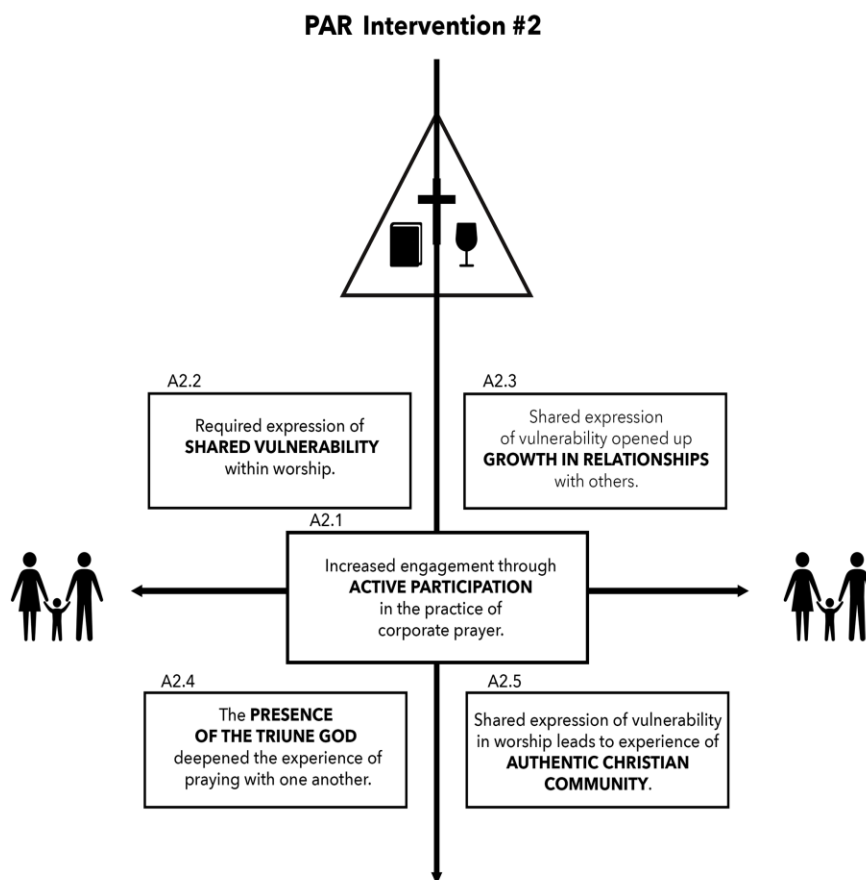 PAR Intervention #2
A2.2
Required expression of
SHARED VULNERABILITY
within worship.
A2.3
Shared expression
of vulnerability opened up
GROWTH IN RELATIONSHIPS
with others.
A2.1
Increased engagement through
ACTIVE PARTICIPATION
in the practice of
corporate prayer.
A2.4
The PRESENCE
OF THE TRIUNE GOD
deepened the experience of
praying with one another.
A2.5
Shared expression of vulnerability
in worship leads to experience of
AUTHENTIC CHRISTIAN
COMMUNITY.